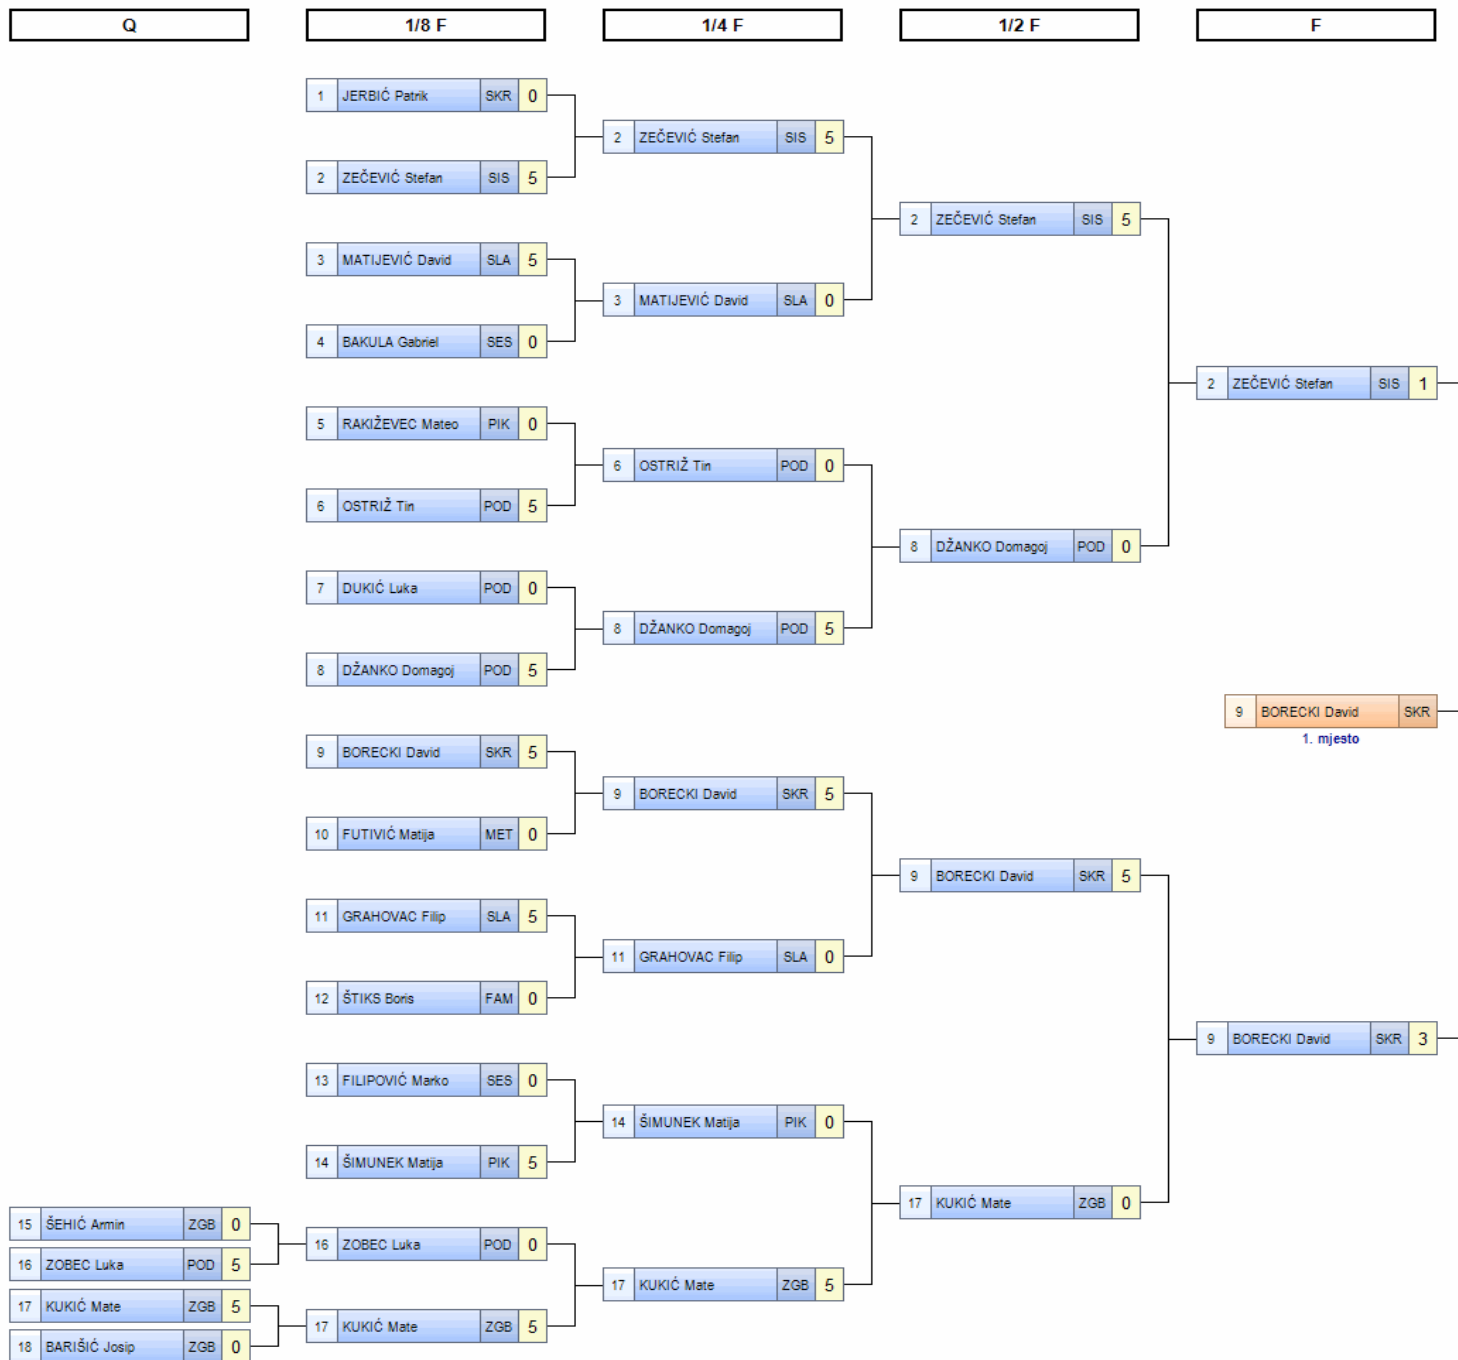 Q 1/8 F 1/4 F 1/2 F F
1 JERBIĆ Patrik SKR 0
2 ZEČEVIĆ Stefan SIS 5
2 ZEČEVIĆ Stefan SIS 5
2 ZEČEVIĆ Stefan SIS 5
3 MATIJEVIĆ David SLA 5
3 MATIJEVIĆ David SLA 0
4 BAKULA Gabriel SES 0
2 ZEČEVIĆ Stefan SIS 1
5 RAKIŽEVEC Mateo PIK 0
6 OSTRIŽ Tin POD 0
6 OSTRIŽ Tin POD 5
8 DŽANKO Domagoj POD 0
7 DUKIĆ Luka POD 0
8 DŽANKO Domagoj POD 5
8 DŽANKO Domagoj POD 5
9 BORECKI David SKR
1. mjesto
9 BORECKI David SKR 5
9 BORECKI David SKR 5
10 FUTIVIĆ Matija MET 0
9 BORECKI David SKR 5
11 GRAHOVAC Filip SLA 5
11 GRAHOVAC Filip SLA 0
12 ŠTIKS Boris FAM 0
9 BORECKI David SKR 3
13 FILIPOVIĆ Marko SES 0
14 ŠIMUNEK Matija PIK 0
14 ŠIMUNEK Matija PIK 5
17 KUKIĆ Mate ZGB 0
15 ŠEHIĆ Armin ZGB 0
16 ZOBEC Luka POD 0
16 ZOBEC Luka POD 5
17 KUKIĆ Mate ZGB 5
17 KUKIĆ Mate ZGB 5
17 KUKIĆ Mate ZGB 5
18 BARIŠIĆ Josip ZGB 0